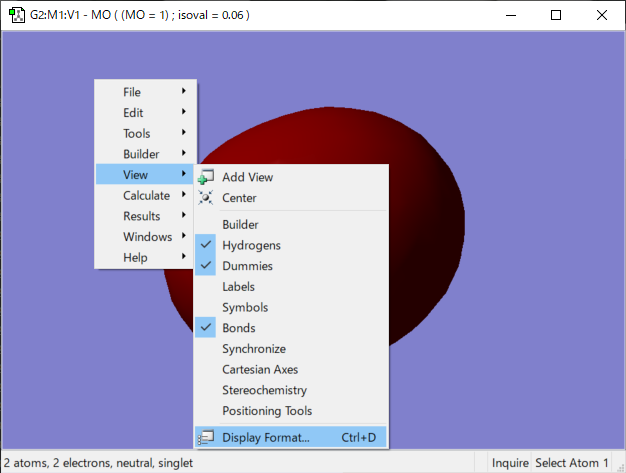 G2:M1:V1 - MO ( (MO = 1) ; isoval = 0.06 )
File
Edit
Tools
Builder
View
Calculate
Results
Windows
Help
Add View
Center
Builder
Hydrogens
Dummies
Labels
Symbols
Bonds
Synchronize
Cartesian Axes
Stereochemistry
Positioning Tools
Display Format... Ctrl+D
2 atoms, 2 electrons, neutral, singlet Inquire Select Atom 1